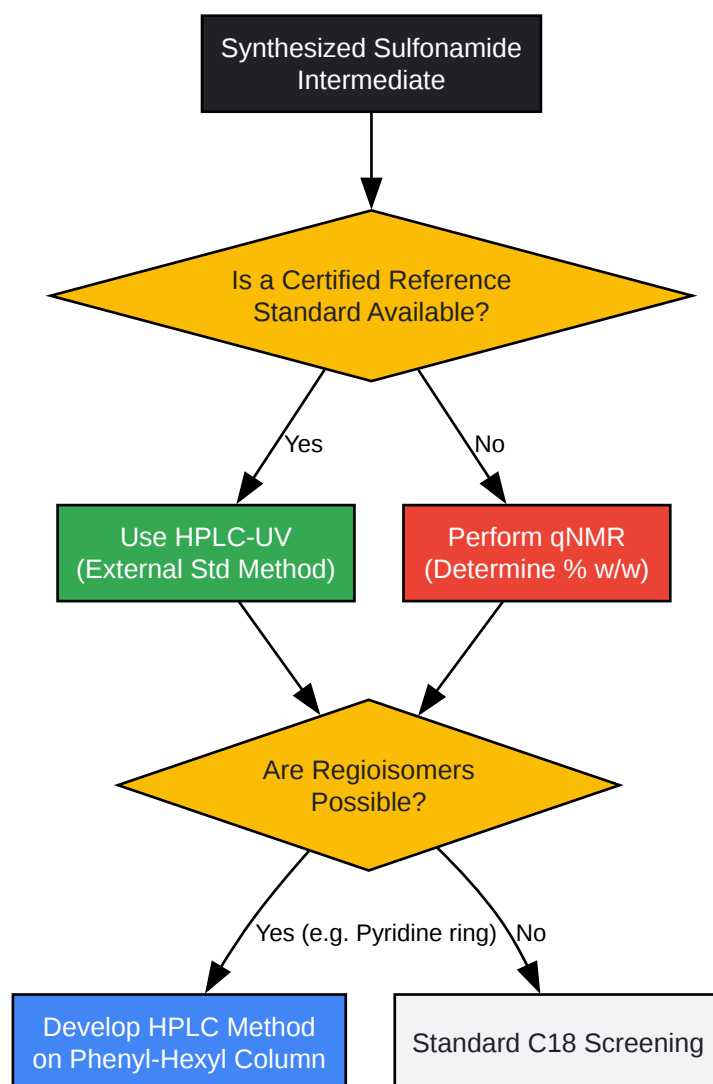 Synthesized Sulfonamide
Intermediate
Is a Certified Reference
Standard Available?
Yes
No
Use HPLC-UV
(External Std Method)
Perform qNMR
(Determine % w/w)
Are Regioisomers
Possible?
Yes (e.g. Pyridine ring)
No
Develop HPLC Method
on Phenyl-Hexyl Column
Standard C18 Screening